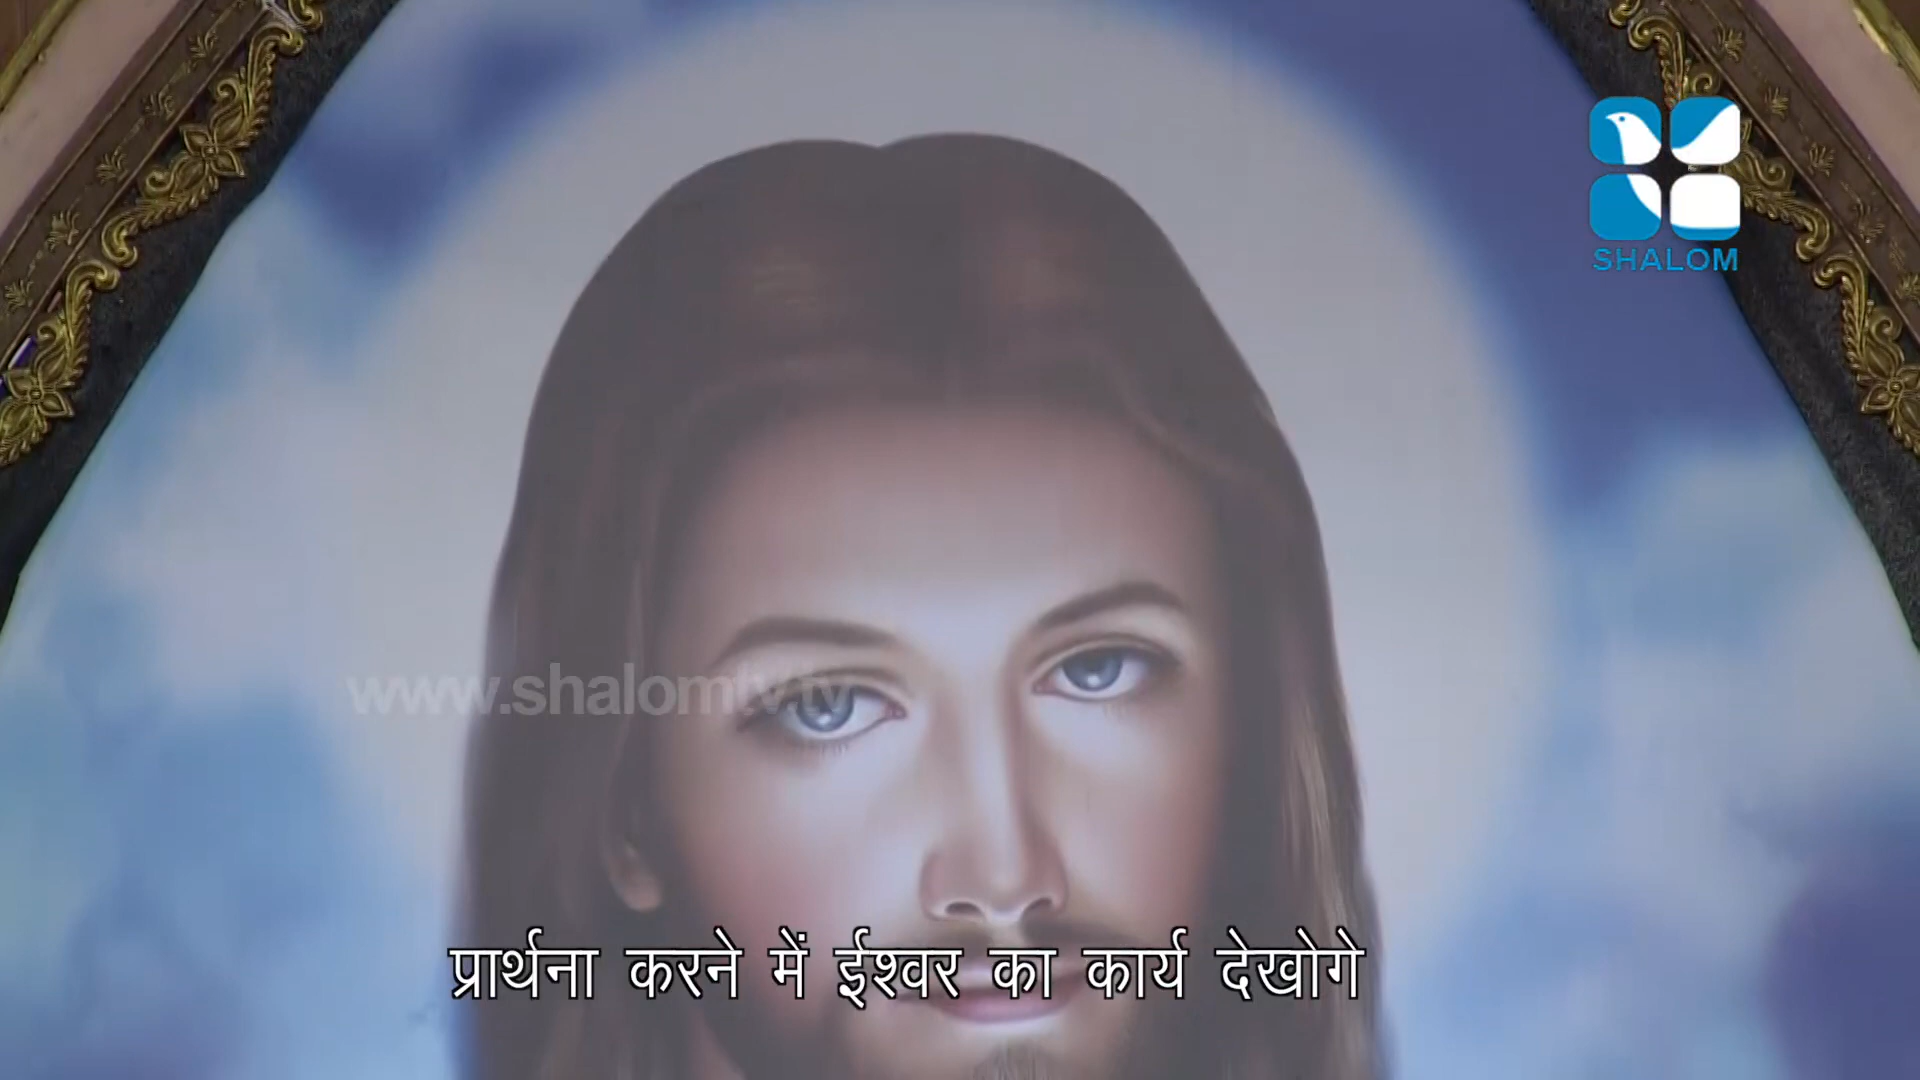 SHALOM
www.shalomtv.tv
प्रार्थना करने में ईश्वर का कार्य देखोगे